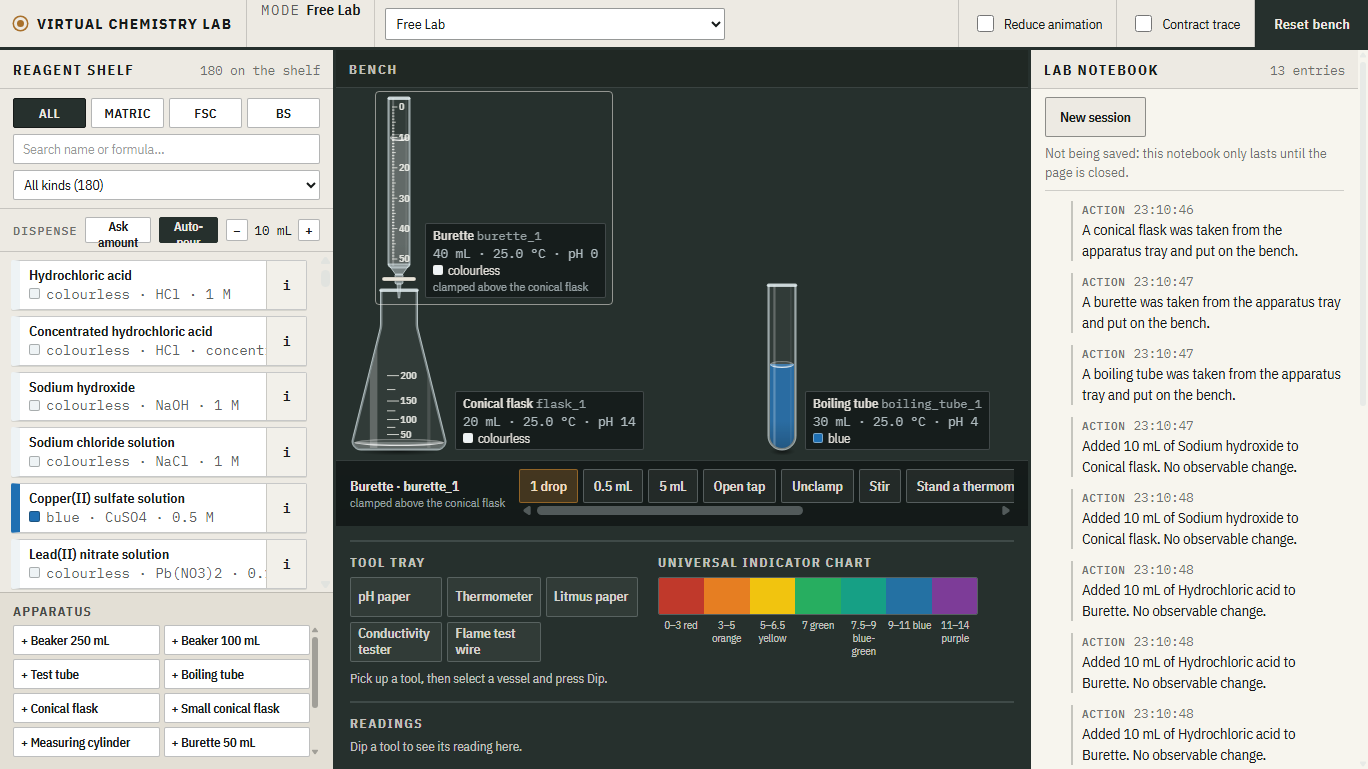 VIRTUAL CHEMISTRY LAB
MODE Free Lab
Free Lab
Reduce animation
Contract trace
Reset bench
REAGENT SHELF
180 on the shelf
ALL
MATRIC
FSC
BS
Search name or formula...
All kinds (180)
DISPENSE
Ask amount
Auto-pour
−
10 mL
+
Hydrochloric acid
colourless · HCl · 1 M
i
Concentrated hydrochloric acid
colourless · HCl · concent
i
Sodium hydroxide
colourless · NaOH · 1 M
i
Sodium chloride solution
colourless · NaCl · 1 M
i
Copper(II) sulfate solution
blue · CuSO4 · 0.5 M
i
Lead(II) nitrate solution
colourless · Pb(NO3)2 · 0.
i
APPARATUS
+ Beaker 250 mL
+ Beaker 100 mL
+ Test tube
+ Boiling tube
+ Conical flask
+ Small conical flask
+ Measuring cylinder
+ Burette 50 mL
BENCH
0
10
20
30
40
50
Burette burette_1
40 mL · 25.0 °C · pH 0
colourless
clamped above the conical flask
200
150
100
50
Conical flask flask_1
20 mL · 25.0 °C · pH 14
colourless
Boiling tube boiling_tube_1
30 mL · 25.0 °C · pH 4
blue
Burette · burette_1
clamped above the conical flask
1 drop
0.5 mL
5 mL
Open tap
Unclamp
Stir
Stand a thermom
TOOL TRAY
pH paper
Thermometer
Litmus paper
Conductivity
tester
Flame test
wire
Pick up a tool, then select a vessel and press Dip.
UNIVERSAL INDICATOR CHART
0–3 red
3–5
orange
5–6.5
yellow
7 green
7.5–9
blue-
green
9–11 blue
11–14
purple
READINGS
Dip a tool to see its reading here.
LAB NOTEBOOK
13 entries
New session
Not being saved: this notebook only lasts until the
page is closed.
ACTION 23:10:46
A conical flask was taken from the
apparatus tray and put on the bench.
ACTION 23:10:47
A burette was taken from the apparatus tray
and put on the bench.
ACTION 23:10:47
A boiling tube was taken from the apparatus
tray and put on the bench.
ACTION 23:10:47
Added 10 mL of Sodium hydroxide to
Conical flask. No observable change.
ACTION 23:10:48
Added 10 mL of Sodium hydroxide to
Conical flask. No observable change.
ACTION 23:10:48
Added 10 mL of Hydrochloric acid to
Burette. No observable change.
ACTION 23:10:48
Added 10 mL of Hydrochloric acid to
Burette. No observable change.
ACTION 23:10:48
Added 10 mL of Hydrochloric acid to
Burette. No observable change.